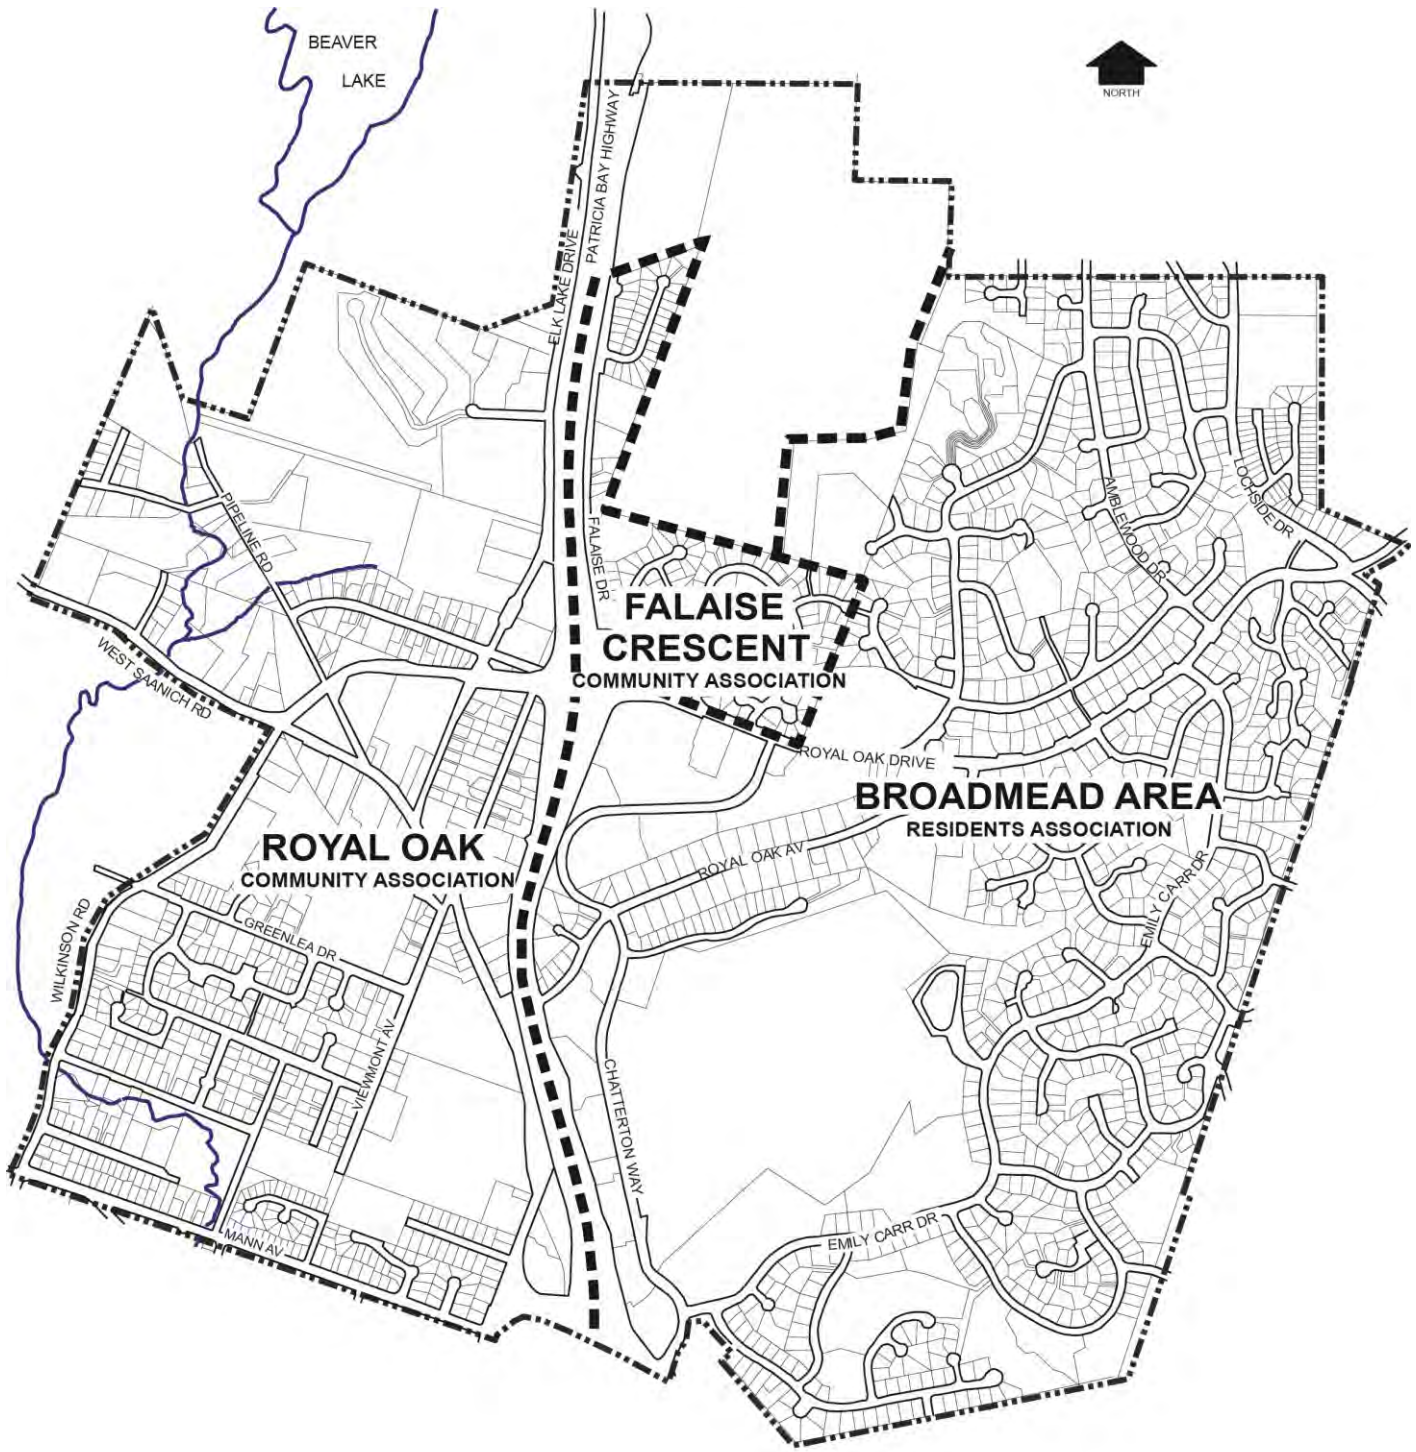 BEAVER
LAKE
NORTH
PATRICIA BAY HIGHWAY
ELK LAKE DRIVE
PIPELINE RD
FALAISE DR
AMBLEWOOD DR
LOCHSIDE DR
WEST SAANICH RD
FALAISE
CRESCENT
COMMUNITY ASSOCIATION
ROYAL OAK DRIVE
BROADMEAD AREA
RESIDENTS ASSOCIATION
ROYAL OAK
COMMUNITY ASSOCIATION
ROYAL OAK AV
EMILY CARR DR
GREENLEA DR
WILKINSON RD
VIEWMONT AV
CHATTERTON WAY
EMILY CARR DR
MANN AV